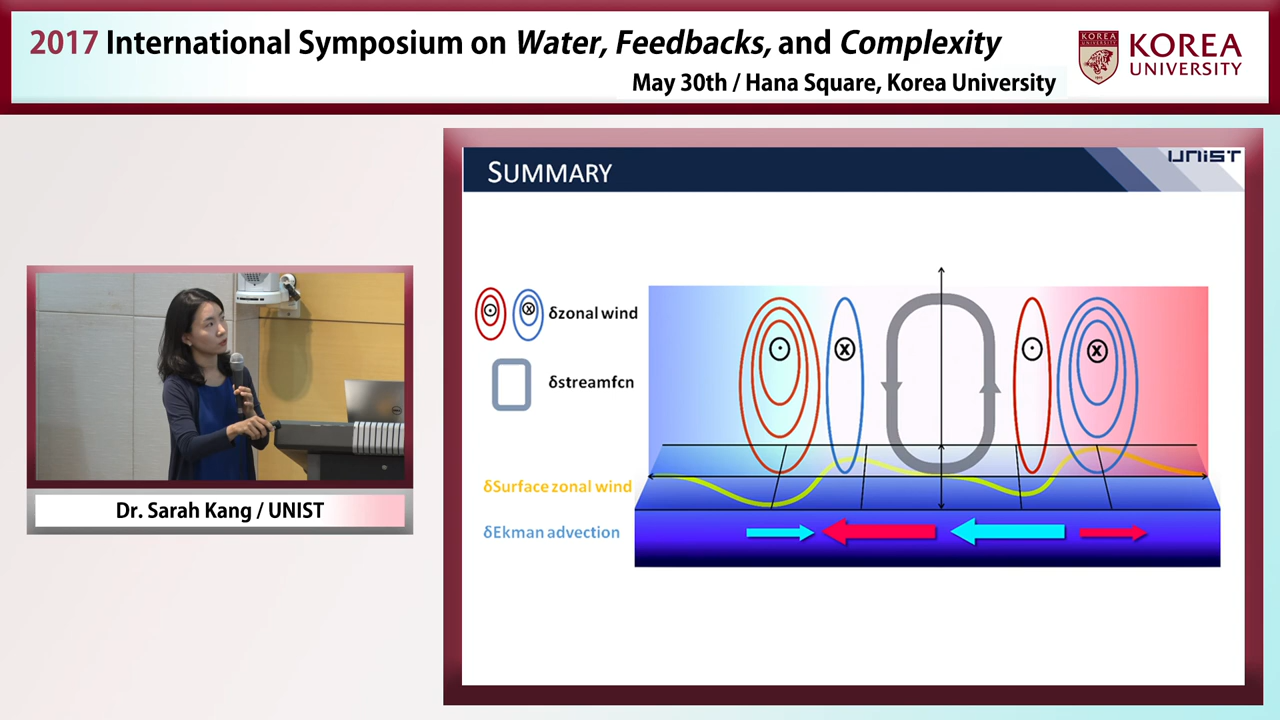 2017 International Symposium on Water, Feedbacks, and Complexity
May 30th / Hana Square, Korea University
KOREA
UNIVERSITY
SUMMARY
UNIST
δzonal wind
δstreamfcn
δSurface zonal wind
δEkman advection
Dr. Sarah Kang / UNIST